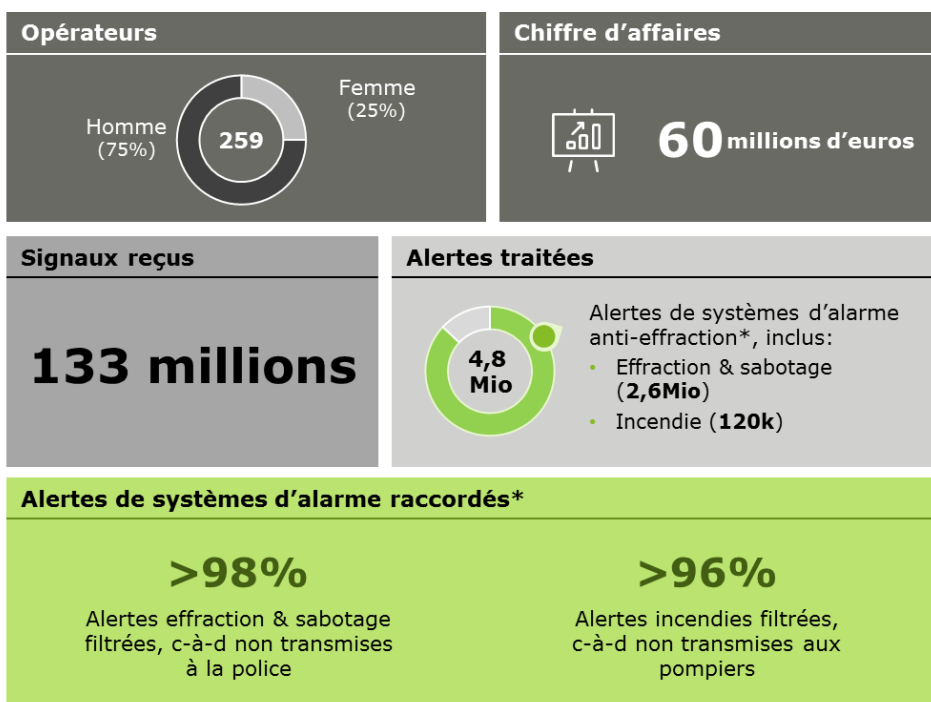 Opérateurs
Homme
(75%)
259
Femme
(25%)
Chiffre d’affaires
60 millions d’euros
Signaux reçus
133 millions
Alertes traitées
4,8
Mio
Alertes de systèmes d’alarme
anti-effraction*, inclus:
• Effraction & sabotage
(2,6Mio)
• Incendie (120k)
Alertes de systèmes d’alarme raccordés*
>98%
Alertes effraction & sabotage
filtrées, c-à-d non transmises
à la police
>96%
Alertes incendies filtrées,
c-à-d non transmises aux
pompiers